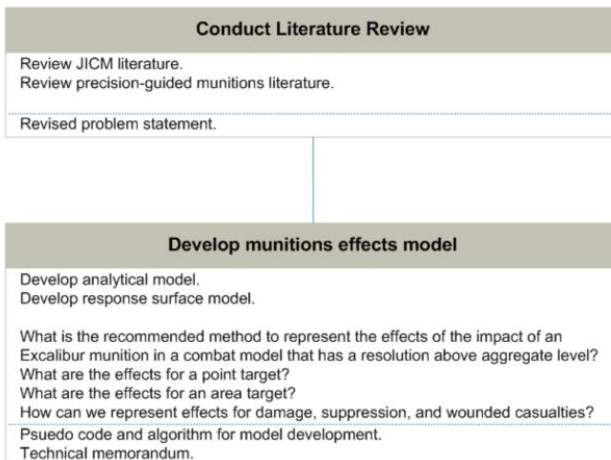 Conduct Literature Review
Review JICM literature.
Review precision-guided munitions literature.
Revised problem statement.
Develop munitions effects model
Develop analytical model.
Develop response surface model.
What is the recommended method to represent the effects of the impact of an
Excalibur munition in a combat model that has a resolution above aggregate level?
What are the effects for a point target?
What are the effects for an area target?
How can we represent effects for damage, suppression, and wounded casualties?
Psuedo code and algorithm for model development.
Technical memorandum.